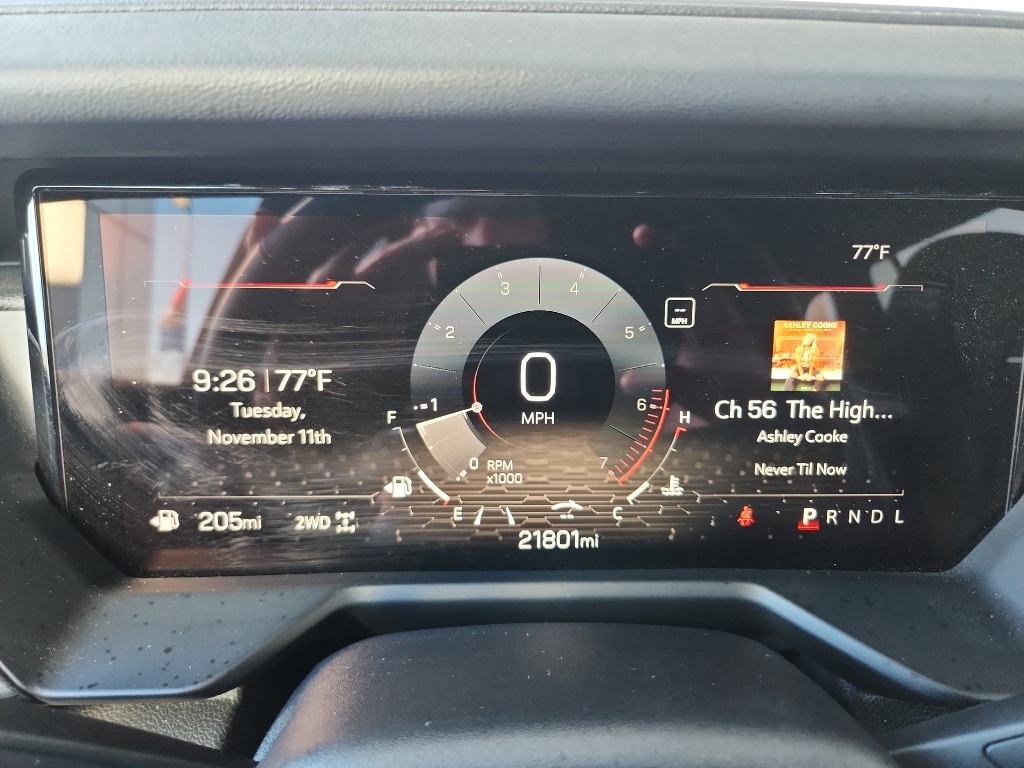 77°F
3 4
2 5
-- MPH
ASHLEY COOKE
9:26 | 77°F
0
MPH
Tuesday,
November 11th
F 1 6 H
Ch 56 The High...
Ashley Cooke
Never Til Now
0 RPM
x1000
7
E C
205mi 2WD
P R N D L
21801mi